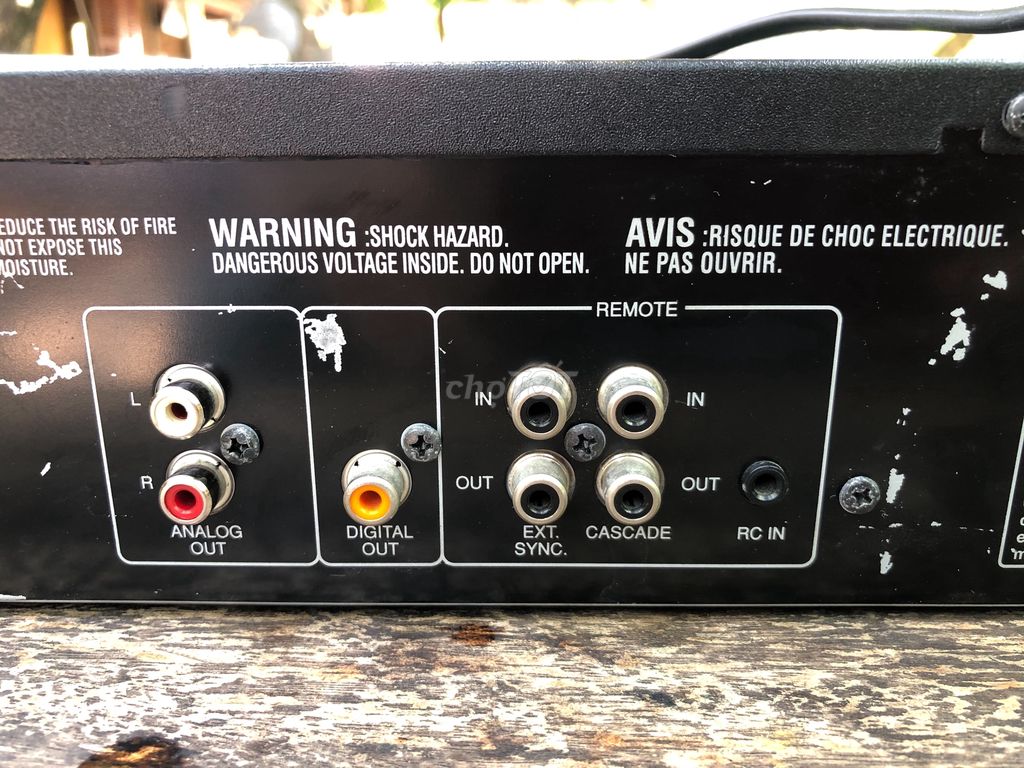 EDUCE THE RISK OF FIRE
NOT EXPOSE THIS
MOISTURE.
WARNING :SHOCK HAZARD.
DANGEROUS VOLTAGE INSIDE. DO NOT OPEN.
AVIS :RISQUE DE CHOC ELECTRIQUE.
NE PAS OUVRIR.
REMOTE
L
R
ANALOG
OUT
DIGITAL
OUT
IN
IN
OUT
OUT
EXT.
SYNC.
CASCADE
RC IN